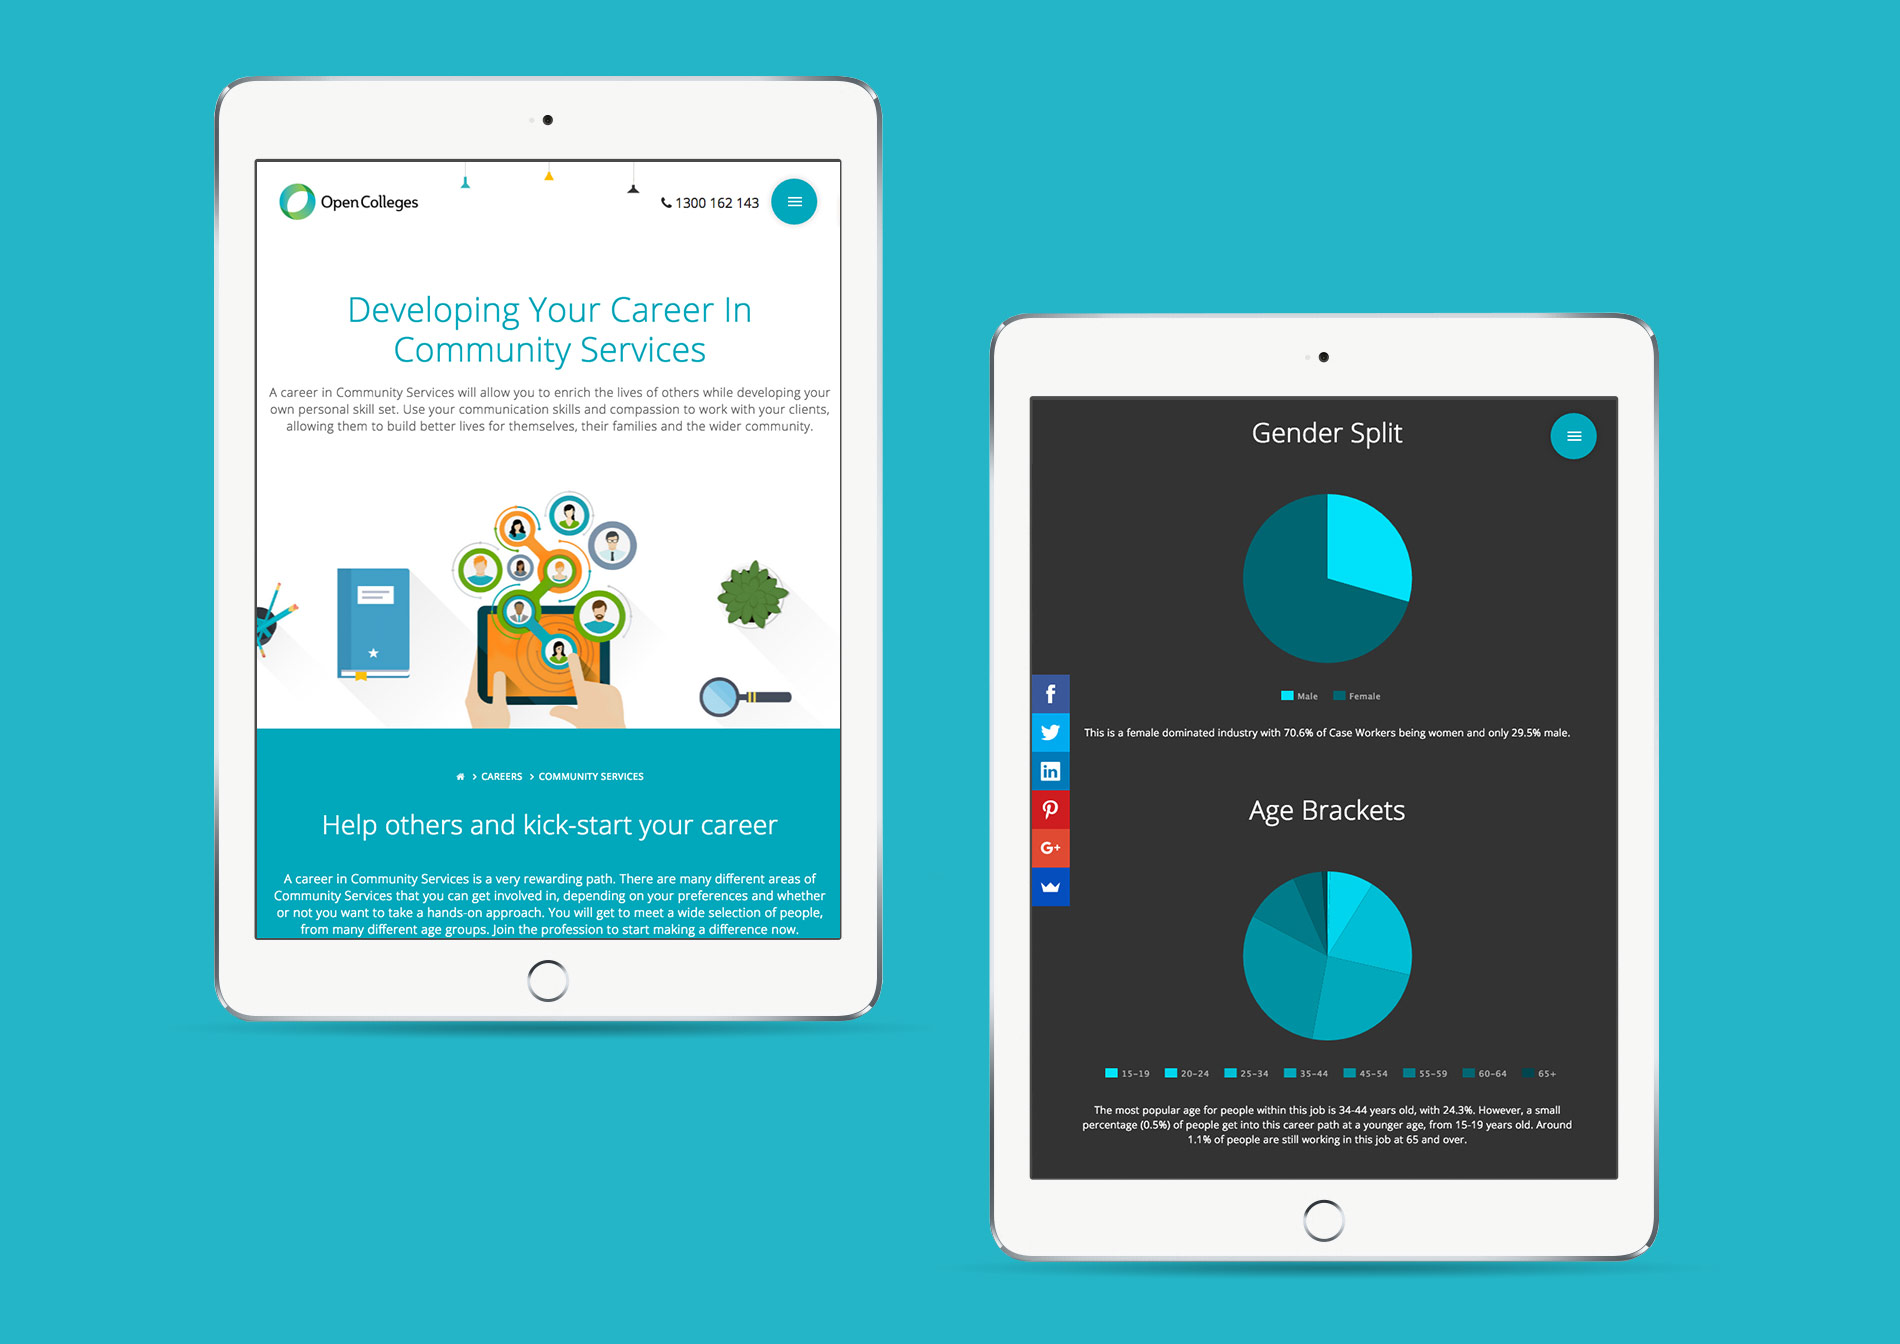 Open Colleges
1300 162 143
Developing Your Career In
Community Services
A career in Community Services will allow you to enrich the lives of others while developing your
own personal skill set. Use your communication skills and compassion to work with your clients,
allowing them to build better lives for themselves, their families and the wider community.
CAREERS
COMMUNITY SERVICES
Help others and kick-start your career
A career in Community Services is a very rewarding path. There are many different areas of
Community Services that you can get involved in, depending on your preferences and whether
or not you want to take a hands-on approach. You will get to meet a wide selection of people,
from many different age groups. Join the profession to start making a difference now.
Gender Split
Male Female
This is a female dominated industry with 70.6% of Case Workers being women and only 29.5% male.
f
in
G+
Age Brackets
15-19 20-24 25-34 35-44 45-54 55-59 60-64 65+
The most popular age for people within this job is 34-44 years old, with 24.3%. However, a small
percentage (0.5%) of people get into this career path at a younger age, from 15-19 years old. Around
1.1% of people are still working in this job at 65 and over.